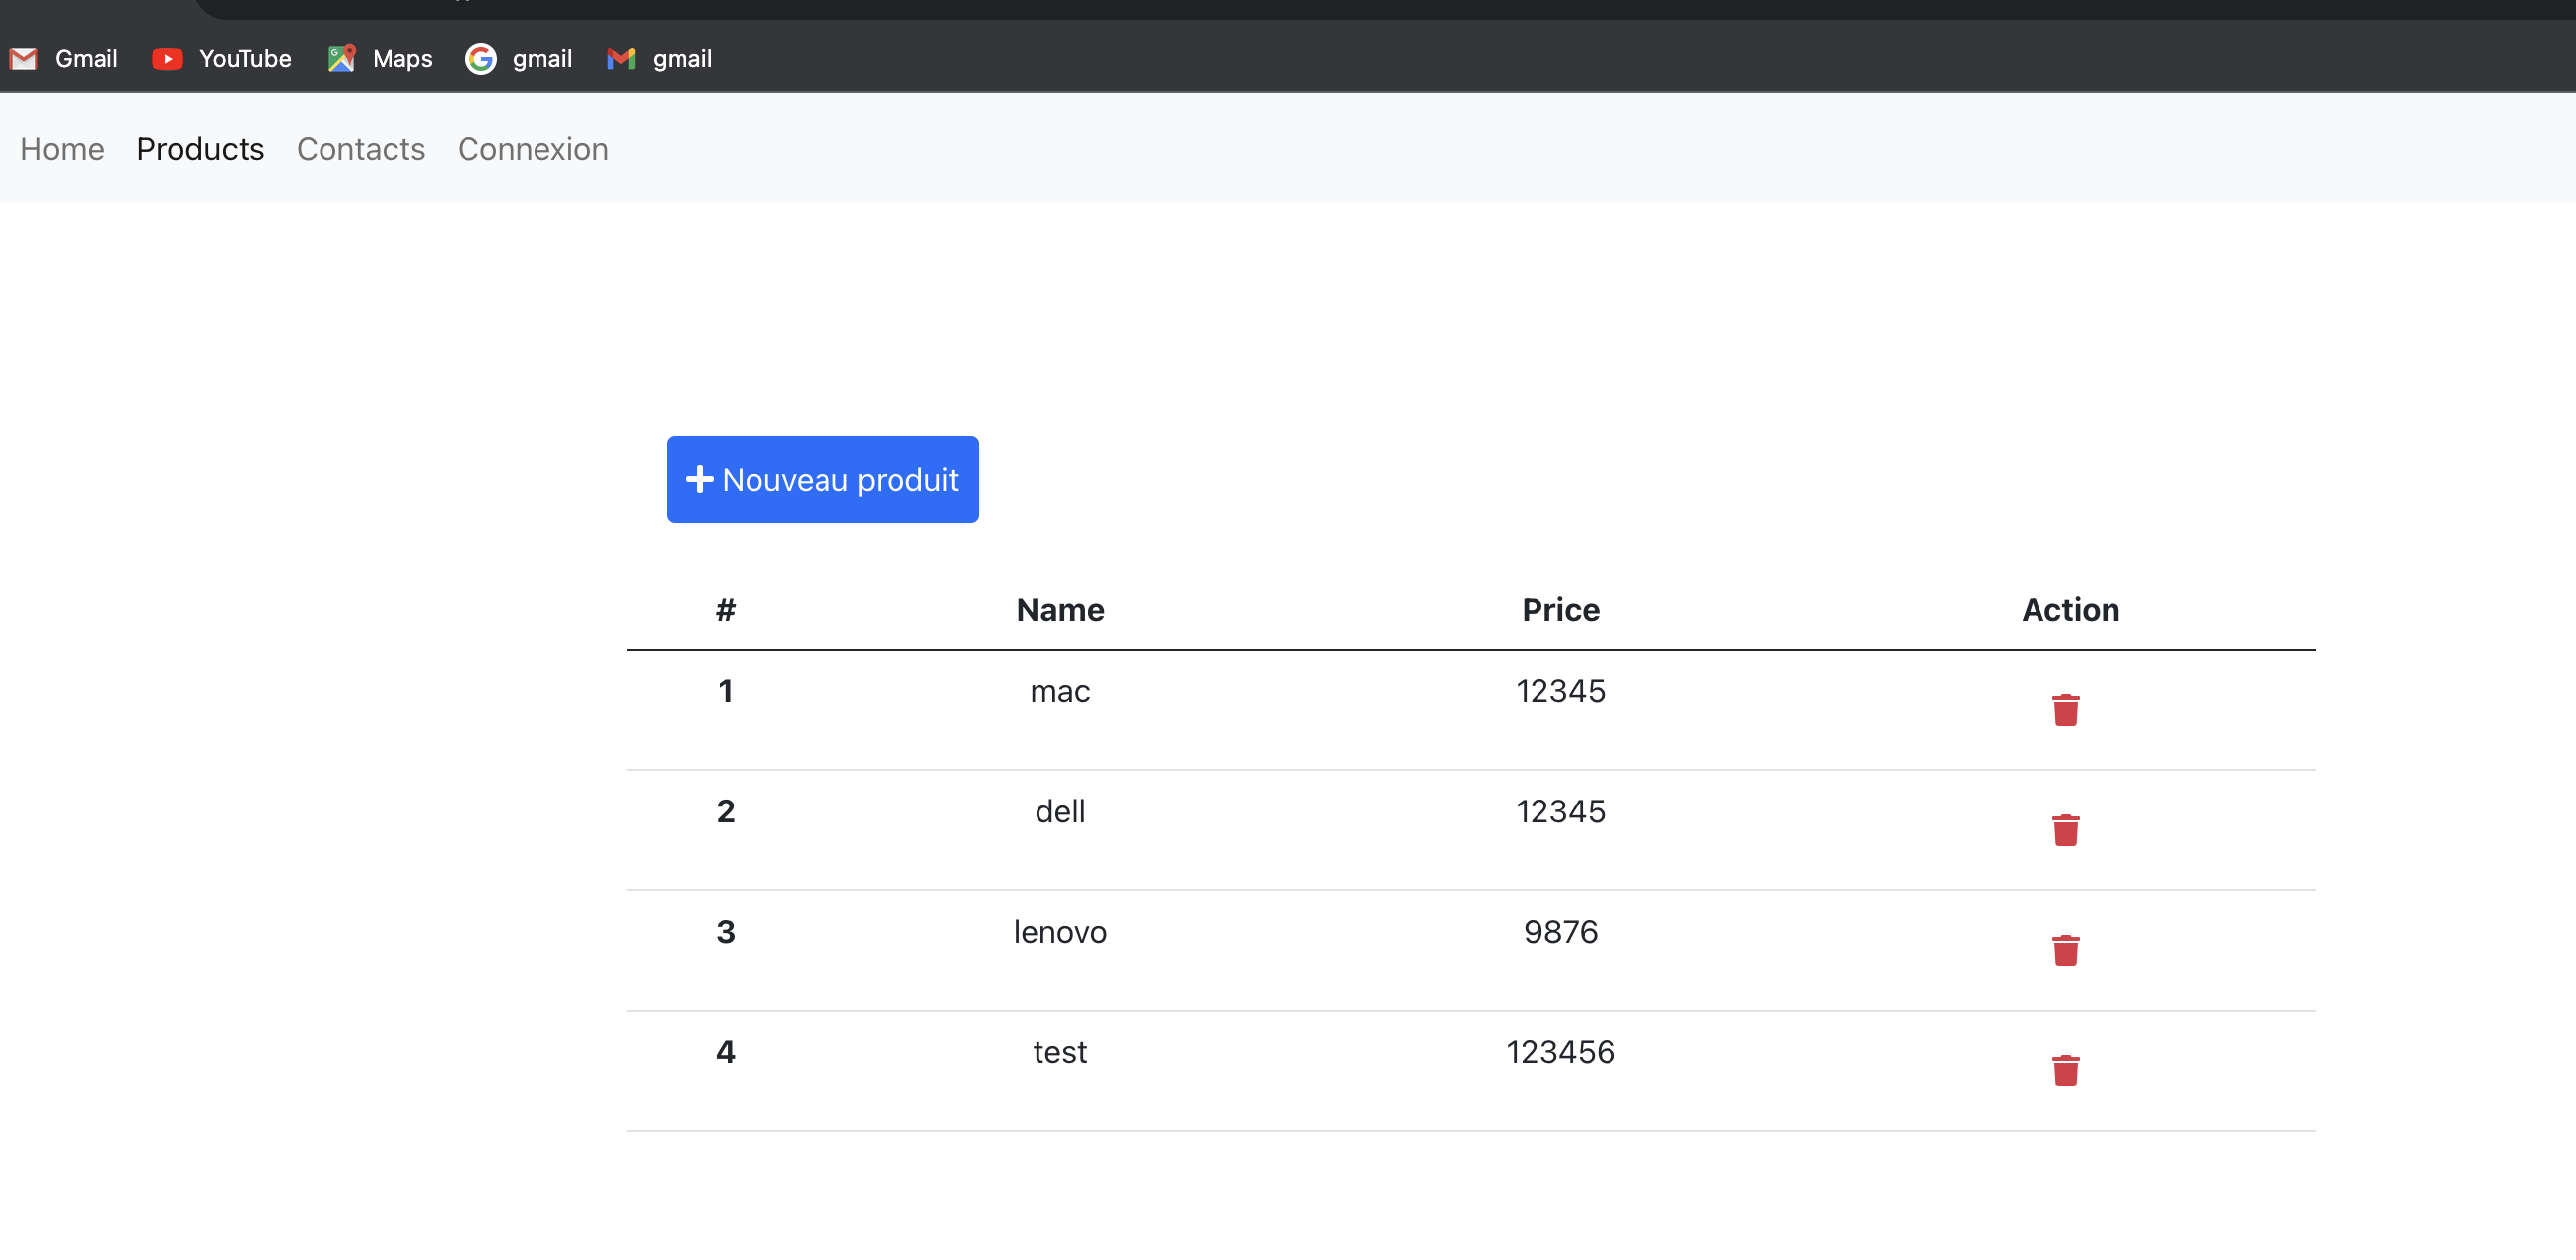 Gmail YouTube Maps gmail gmail
Home Products Contacts Connexion
Nouveau produit
# Name Price Action
1 mac 12345
2 dell 12345
3 lenovo 9876
4 test 123456